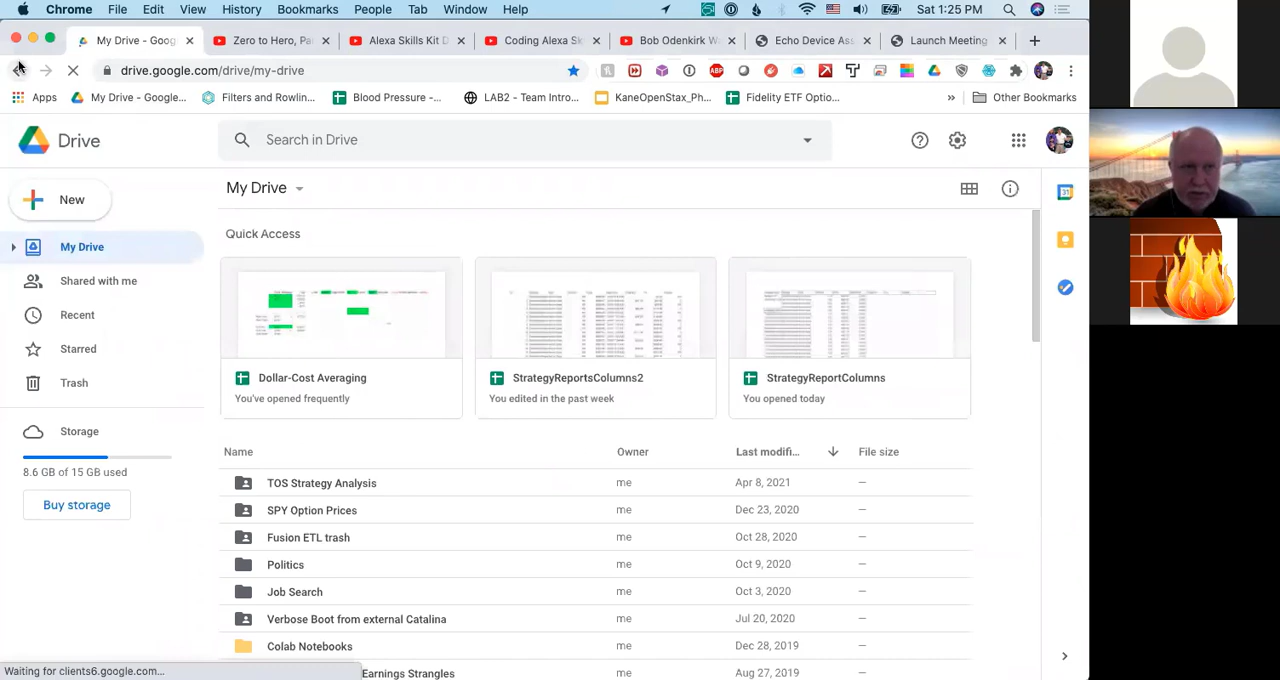 Chrome File Edit View History Bookmarks People Tab Window Help Sat 1:25 PM
My Drive - Goog Zero to Hero, Pa Alexa Skills Kit D Coding Alexa Sk Bob Odenkirk Wa Echo Device Ass Launch Meeting
drive.google.com/drive/my-drive ABP
Apps My Drive - Google... Filters and Rowlin... Blood Pressure -... LAB2 - Team Intro... KaneOpenStax_Ph... Fidelity ETF Optio... » Other Bookmarks
Drive Search in Drive
New My Drive
My Drive
Quick Access
Shared with me
Recent
Starred
Trash
Dollar-Cost Averaging StrategyReportsColumns2 StrategyReportColumns
You've opened frequently You edited in the past week You opened today
Storage
8.6 GB of 15 GB used
Buy storage
Name Owner Last modifi... File size
TOS Strategy Analysis me Apr 8, 2021 —
SPY Option Prices me Dec 23, 2020 —
Fusion ETL trash me Oct 28, 2020 —
Politics me Oct 9, 2020 —
Job Search me Oct 3, 2020 —
Verbose Boot from external Catalina me Jul 20, 2020 —
Colab Notebooks me Dec 28, 2019 —
Earnings Strangles me Aug 27, 2019 —
Waiting for clients6.google.com...